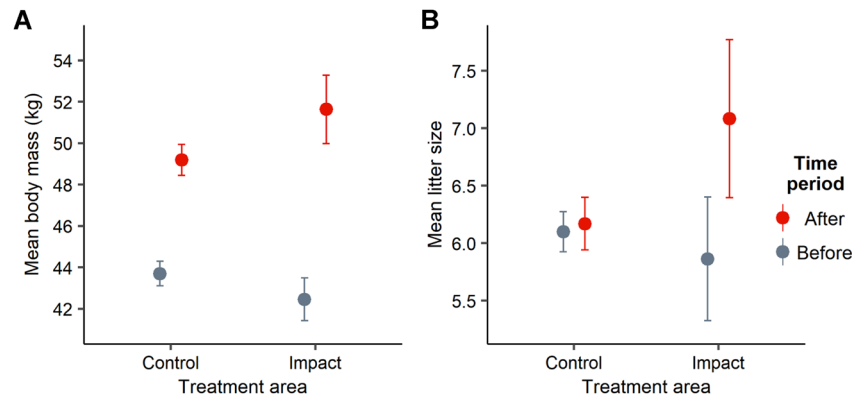 A
Mean body mass (kg)
54
52
50
48
46
44
42
Control
Impact
Treatment area
B
Mean litter size
7.5
7.0
6.5
6.0
5.5
Control
Impact
Treatment area
Time
period
After
Before